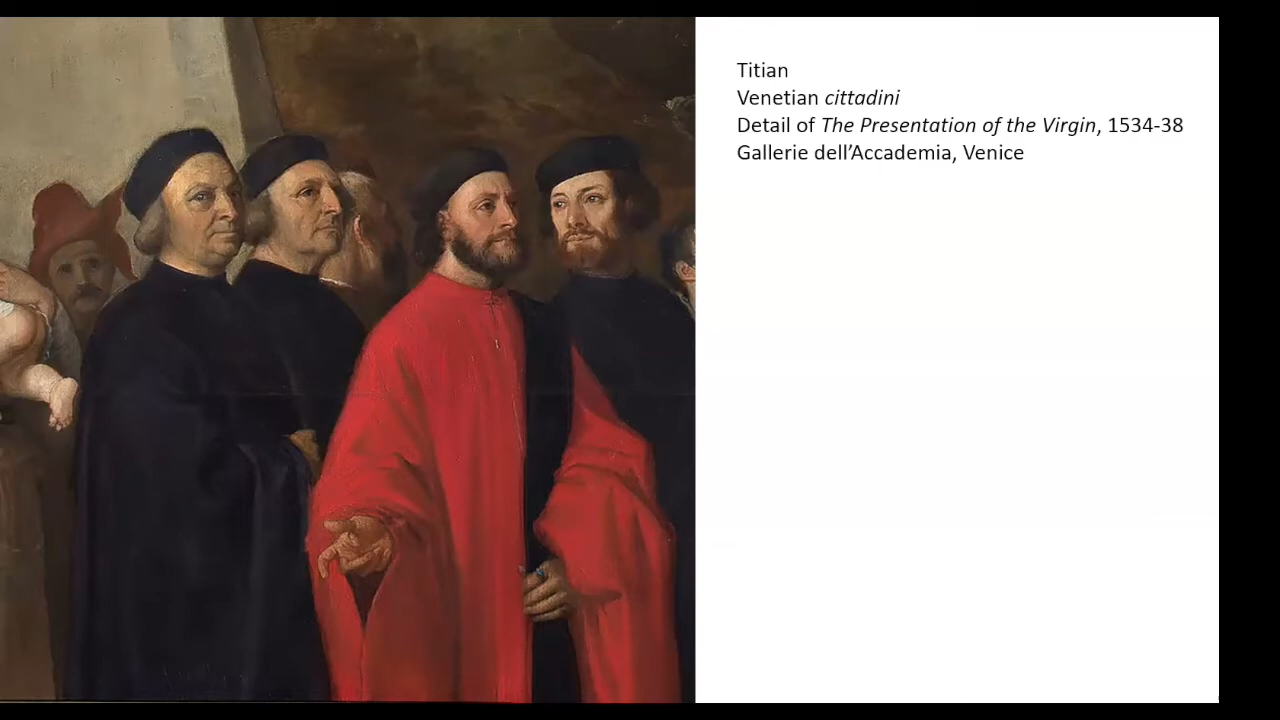 Titian
Venetian cittadini
Detail of The Presentation of the Virgin, 1534-38
Gallerie dell’Accademia, Venice